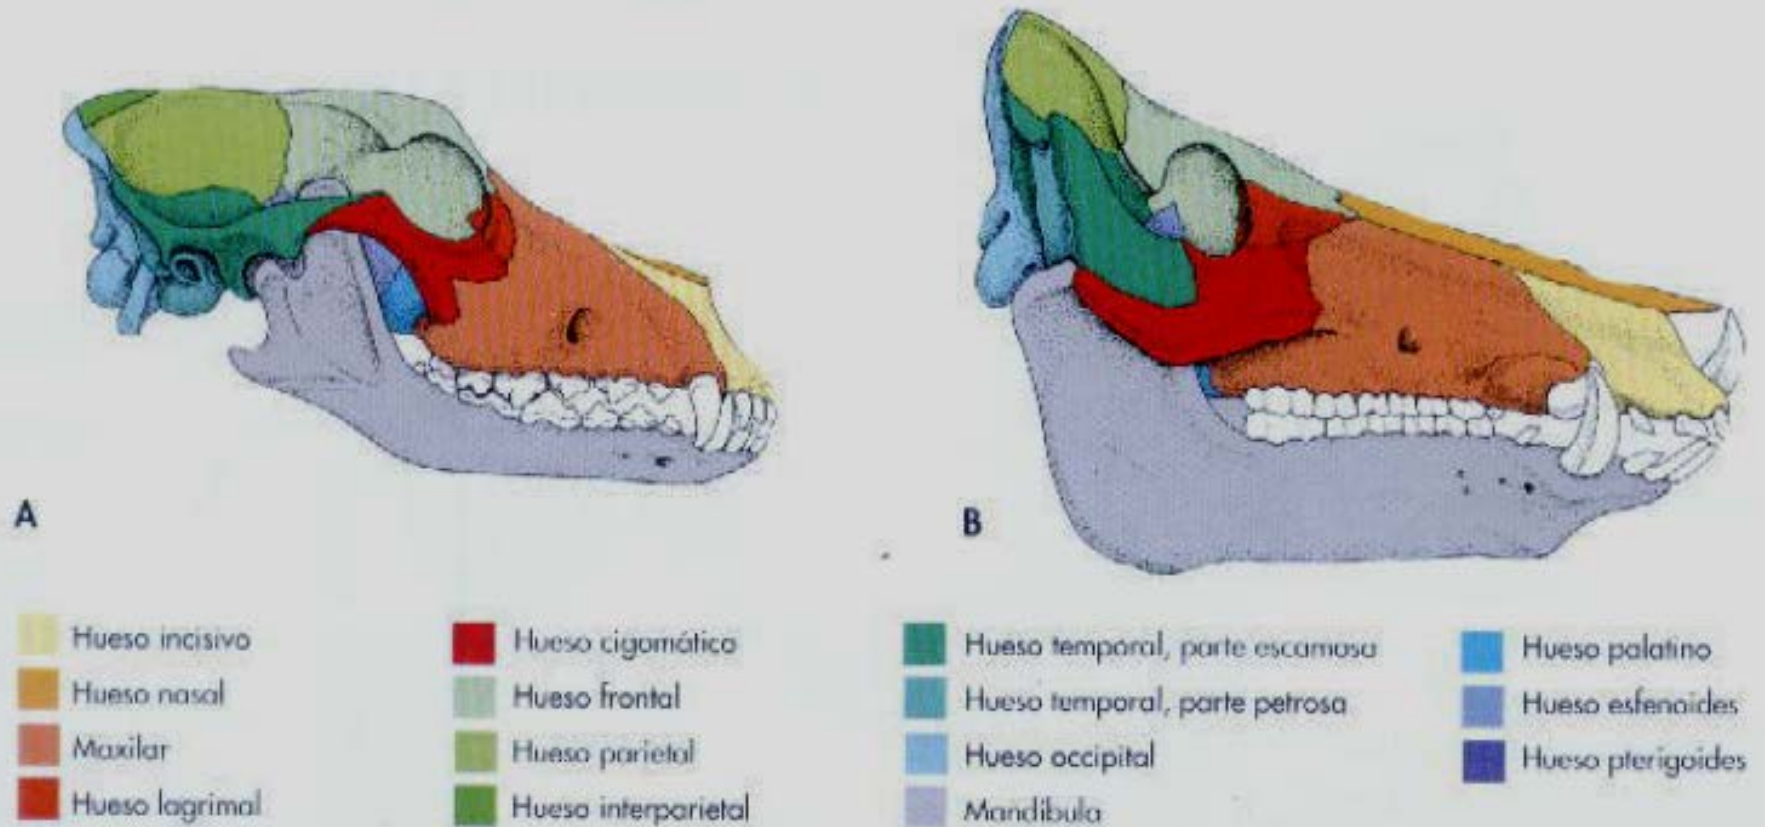 A
B
Hueso incisivo
Hueso nasal
Maxilar
Hueso lagrimal
Hueso cigomático
Hueso frontal
Hueso parietal
Hueso interparietal
Hueso temporal, parte escamosa
Hueso temporal, parte petrosa
Hueso occipital
Mandíbula
Hueso palatino
Hueso esfenoides
Hueso pterigoides